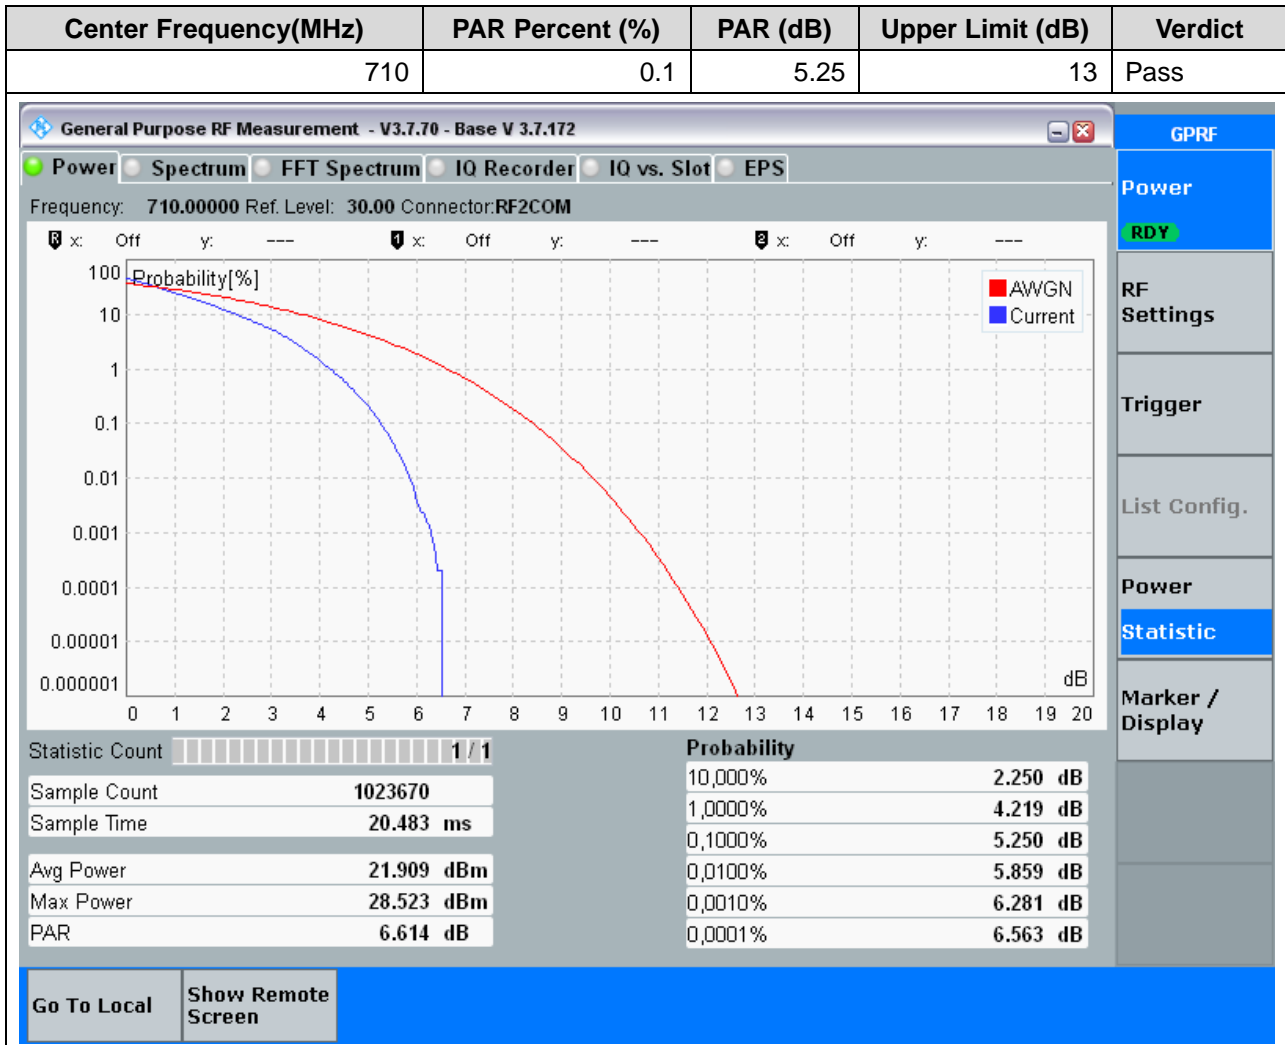 Center Frequency(MHz) PAR Percent (%) PAR (dB) Upper Limit (dB) Verdict
710 0.1 5.25 13 Pass
General Purpose RF Measurement - V3.7.70 - Base V 3.7.172
GPRF
Power Spectrum FFT Spectrum IQ Recorder IQ vs. Slot EPS
Frequency: 710.00000 Ref. Level: 30.00 Connector:RF2COM
R x: Off y: --- 1 x: Off y: --- 2 x: Off y: ---
Probability[%]
AWGN
Current
100
10
1
0.1
0.01
0.001
0.0001
0.00001
0.000001
dB
0 1 2 3 4 5 6 7 8 9 10 11 12 13 14 15 16 17 18 19 20
Statistic Count 1 / 1
Sample Count 1023670
Sample Time 20.483 ms
Avg Power 21.909 dBm
Max Power 28.523 dBm
PAR 6.614 dB
Probability
10,000% 2.250 dB
1,0000% 4.219 dB
0,1000% 5.250 dB
0,0100% 5.859 dB
0,0010% 6.281 dB
0,0001% 6.563 dB
Power
RDY
RF
Settings
Trigger
List Config.
Power
Statistic
Marker /
Display
Go To Local
Show Remote
Screen